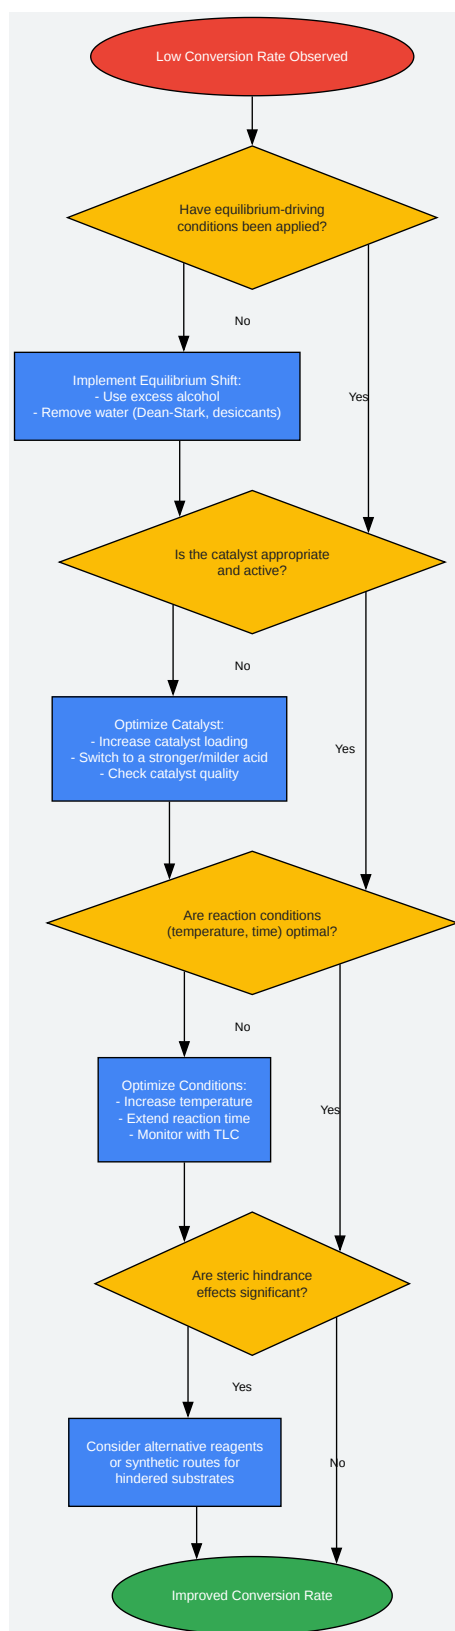 Low Conversion Rate Observed
Have equilibrium-driving
conditions been applied?
No
Implement Equilibrium Shift:
- Use excess alcohol
- Remove water (Dean-Stark, desiccants)
Yes
Is the catalyst appropriate
and active?
No
Optimize Catalyst:
- Increase catalyst loading
- Switch to a stronger/milder acid
- Check catalyst quality
Yes
Are reaction conditions
(temperature, time) optimal?
No
Optimize Conditions:
- Increase temperature
- Extend reaction time
- Monitor with TLC
Yes
Are steric hindrance
effects significant?
Yes
Consider alternative reagents
or synthetic routes for
hindered substrates
No
Improved Conversion Rate